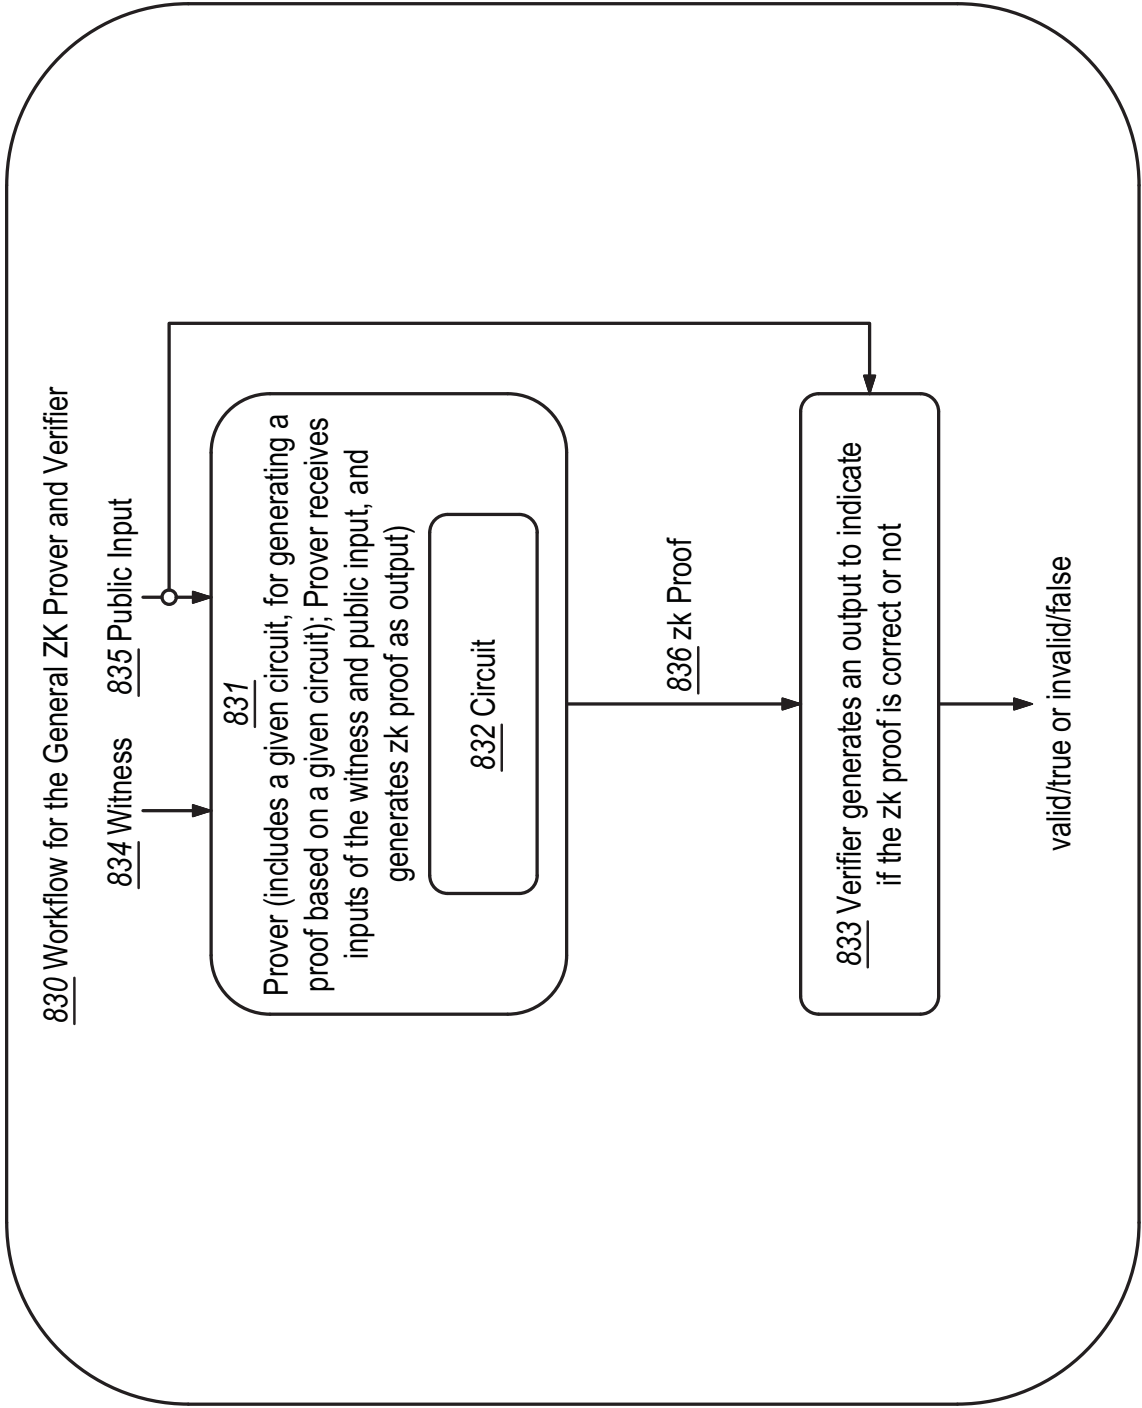 830 Workflow for the General ZK Prover and Verifier
834 Witness
835 Public Input
831
Prover (includes a given circuit, for generating a
proof based on a given circuit); Prover receives
inputs of the witness and public input, and
generates zk proof as output)
832 Circuit
836 zk Proof
833 Verifier generates an output to indicate
if the zk proof is correct or not
valid/true or invalid/false